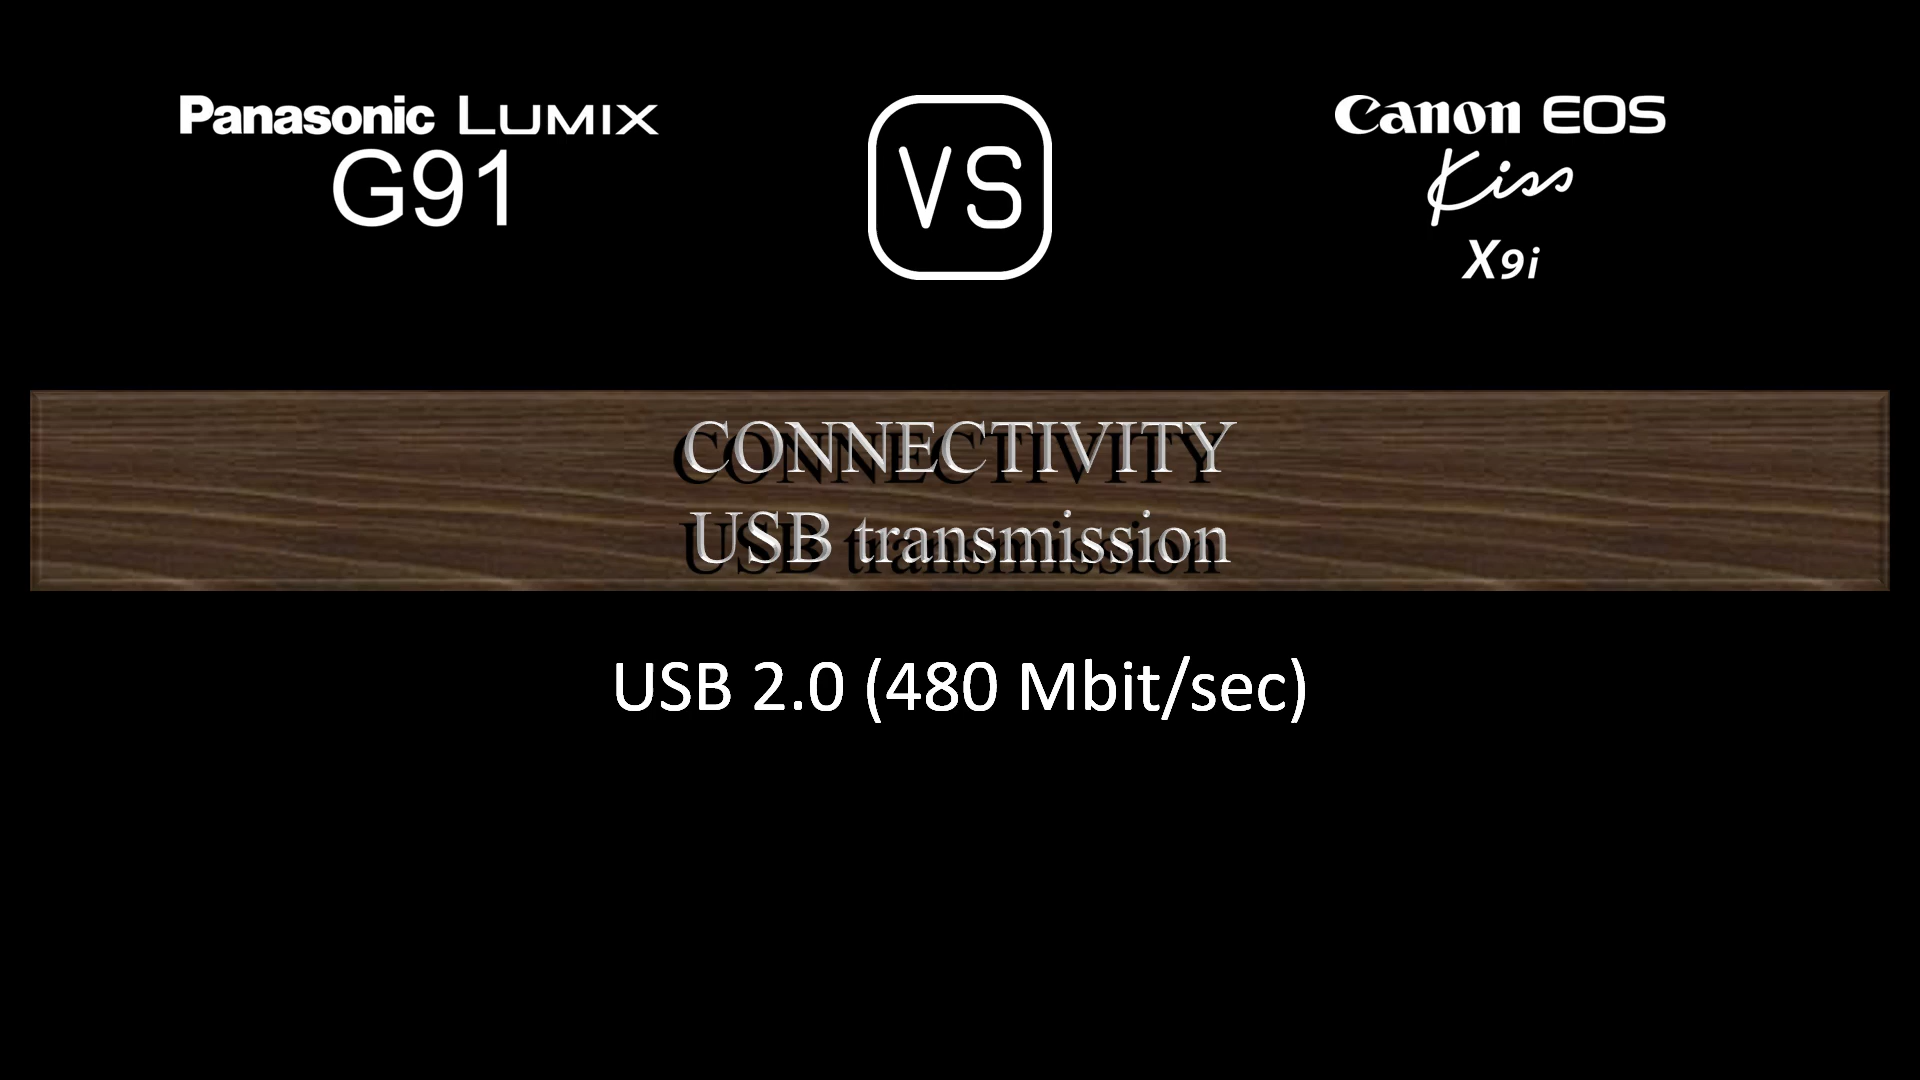 Panasonic LUMIX
G91
VS
Canon EOS
Kiss
X9i
CONNECTIVITY
USB transmission
USB 2.0 (480 Mbit/sec)